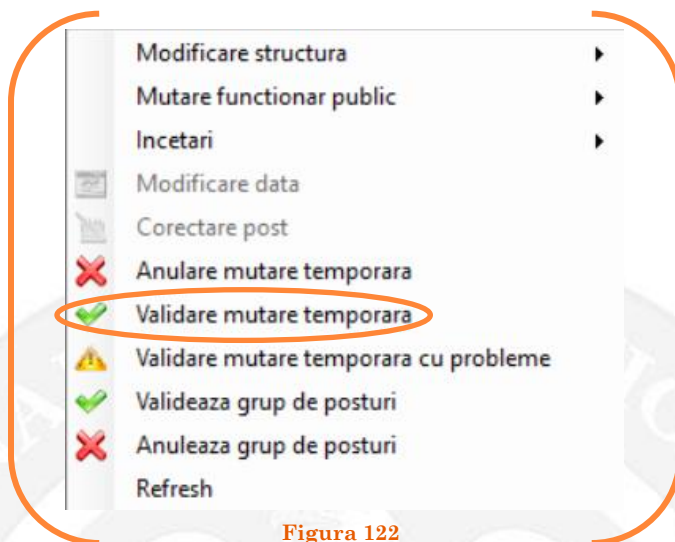 Modificare structura
Mutare functionar public
Incetari
Modificare data
Corectare post
Anulare mutare temporara
Validare mutare temporara
Validare mutare temporara cu probleme
Valideaza grup de posturi
Anuleaza grup de posturi
Refresh
Figura 122